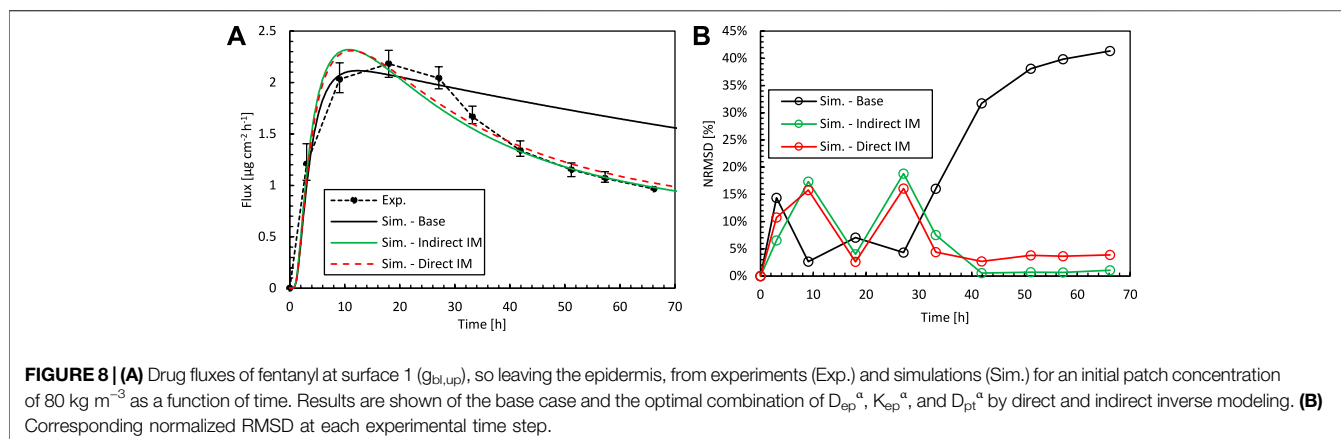 A
2.5
2
1.5
1
0.5
0
Flux [µg cm⁻² h⁻¹]
Exp.
Sim. - Base
Sim. - Indirect IM
Sim. - Direct IM
0 10 20 30 40 50 60 70
Time [h]
B
45%
40%
35%
30%
25%
20%
15%
10%
5%
0%
NRMSD [%]
Sim. - Base
Sim. - Indirect IM
Sim. - Direct IM
0 10 20 30 40 50 60 70
Time [h]
FIGURE 8 | (A) Drug fluxes of fentanyl at surface 1 (g_bl,up), so leaving the epidermis, from experiments (Exp.) and simulations (Sim.) for an initial patch concentration
of 80 kg m⁻³ as a function of time. Results are shown of the base case and the optimal combination of D_ep^α, K_ep^α, and D_pt^α by direct and indirect inverse modeling. (B)
Corresponding normalized RMSD at each experimental time step.